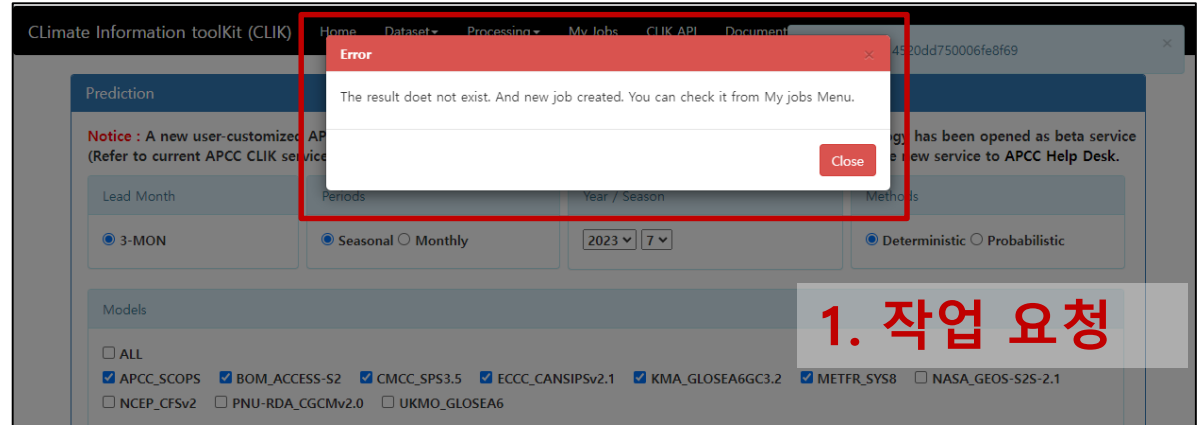 CLimate Information toolKit (CLIK) Home Dataset Processing My Jobs CLIK API Document
4520dd750006fe8f69 ×
Error ×
The result doet not exist. And new job created. You can check it from My jobs Menu.
Close
Prediction
Notice : A new user-customized has been opened as beta service
(Refer to current APCC CLIK new service to APCC Help Desk.
Lead Month Periods Year / Season Methods
3-MON Seasonal Monthly 2023 7 Deterministic Probabilistic
Models
1. 작업 요청
ALL
APCC_SCOPS BOM_ACCESS-S2 CMCC_SPS3.5 ECCC_CANSIPSv2.1 KMA_GLOSEA6GC3.2 METFR_SYS8 NASA_GEOS-S2S-2.1
NCEP_CFSv2 PNU-RDA_CGCMv2.0 UKMO_GLOSEA6